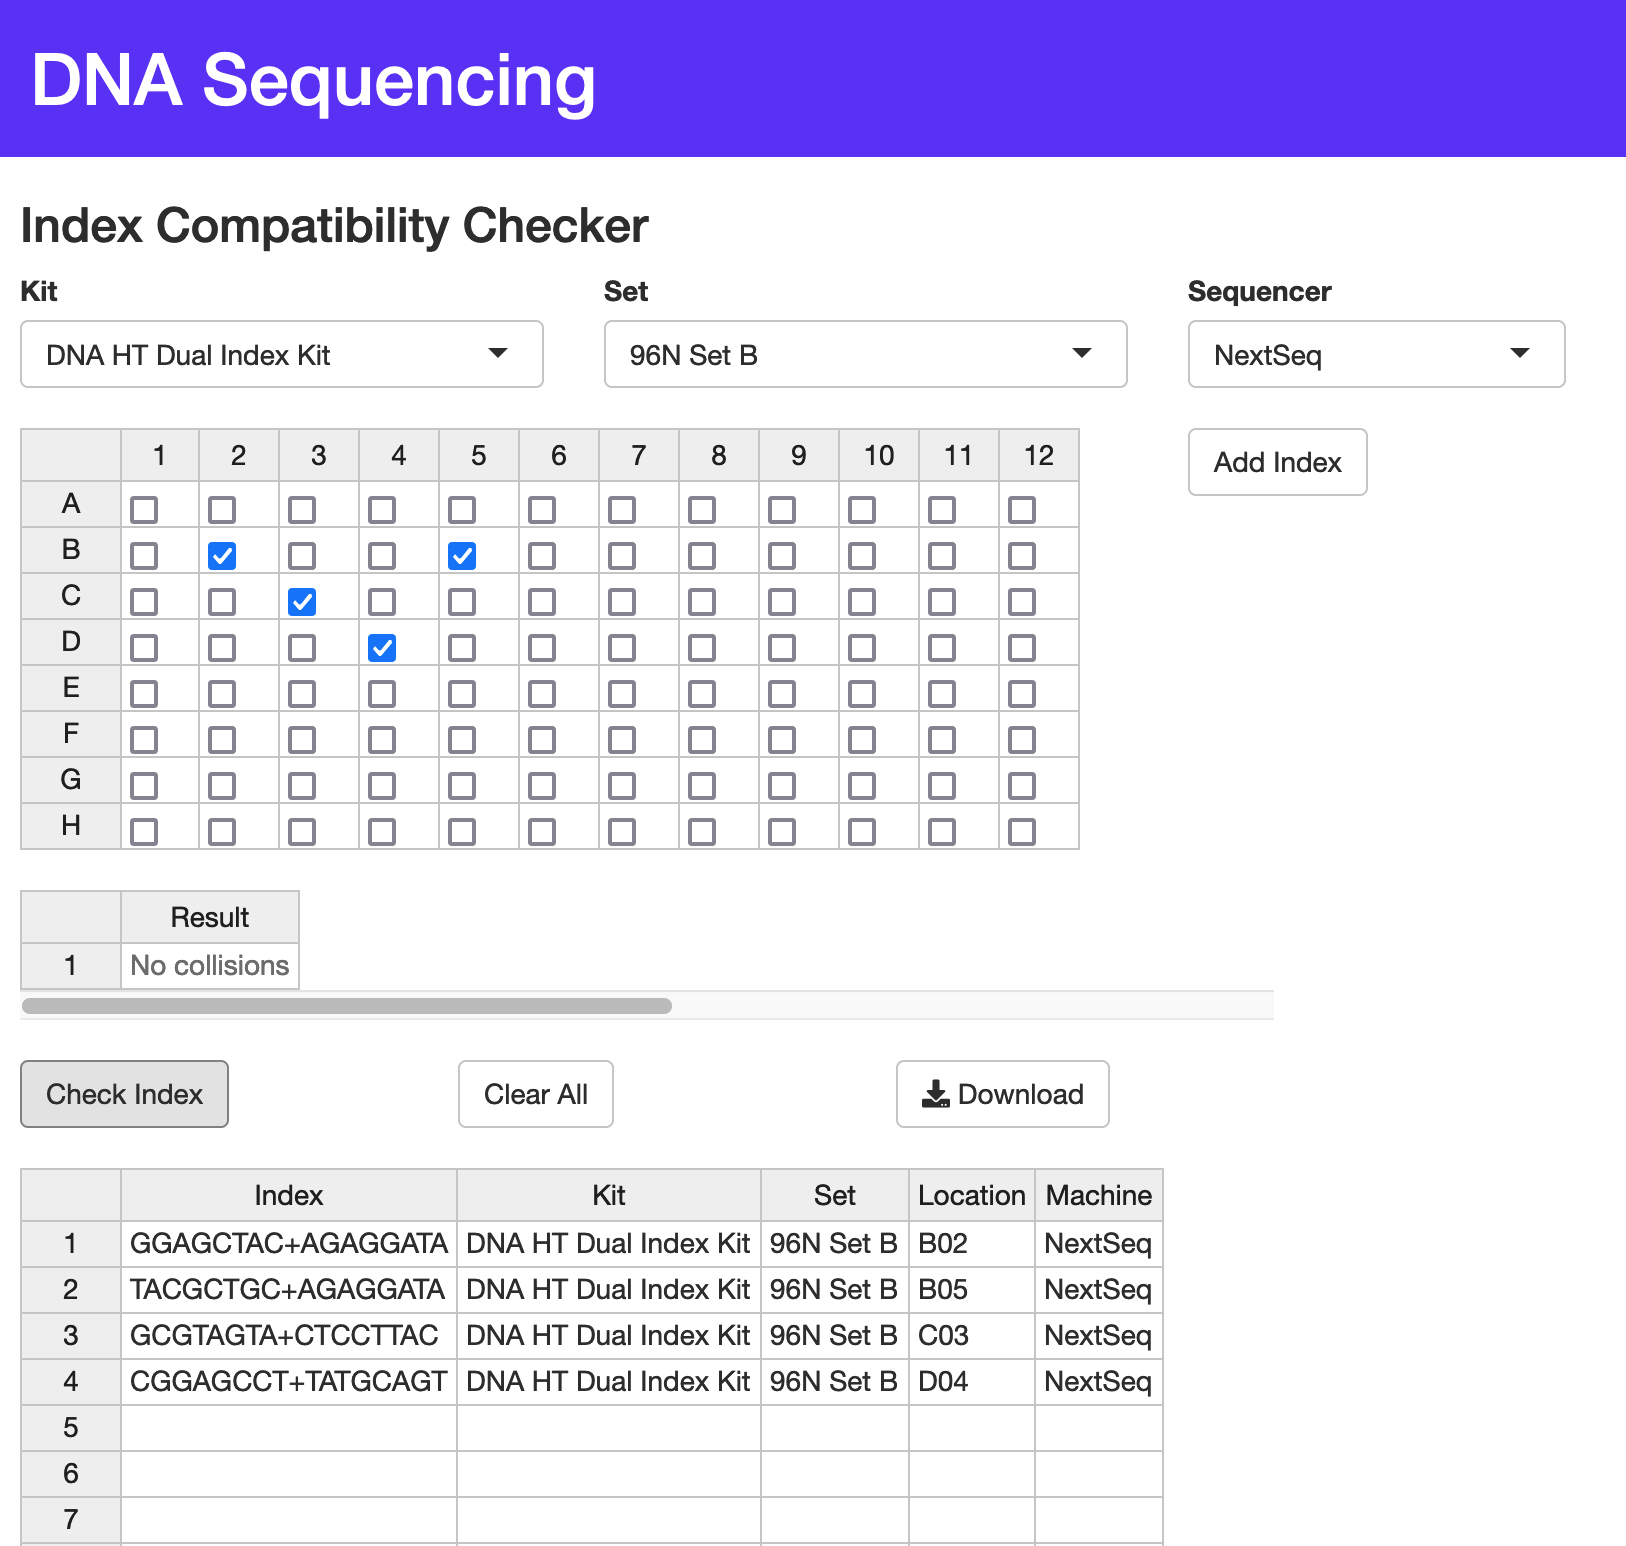 DNA Sequencing
Index Compatibility Checker
Kit Set Sequencer
DNA HT Dual Index Kit 96N Set B NextSeq
1 2 3 4 5 6 7 8 9 10 11 12
Add Index
A
B
C
D
E
F
G
H
Result
1 No collisions
Check Index Clear All Download
Index Kit Set Location Machine
1 GGAGCTAC+AGAGGATA DNA HT Dual Index Kit 96N Set B B02 NextSeq
2 TACGCTGC+AGAGGATA DNA HT Dual Index Kit 96N Set B B05 NextSeq
3 GCGTAGTA+CTCCTTAC DNA HT Dual Index Kit 96N Set B C03 NextSeq
4 CGGAGCCT+TATGCAGT DNA HT Dual Index Kit 96N Set B D04 NextSeq
5
6
7